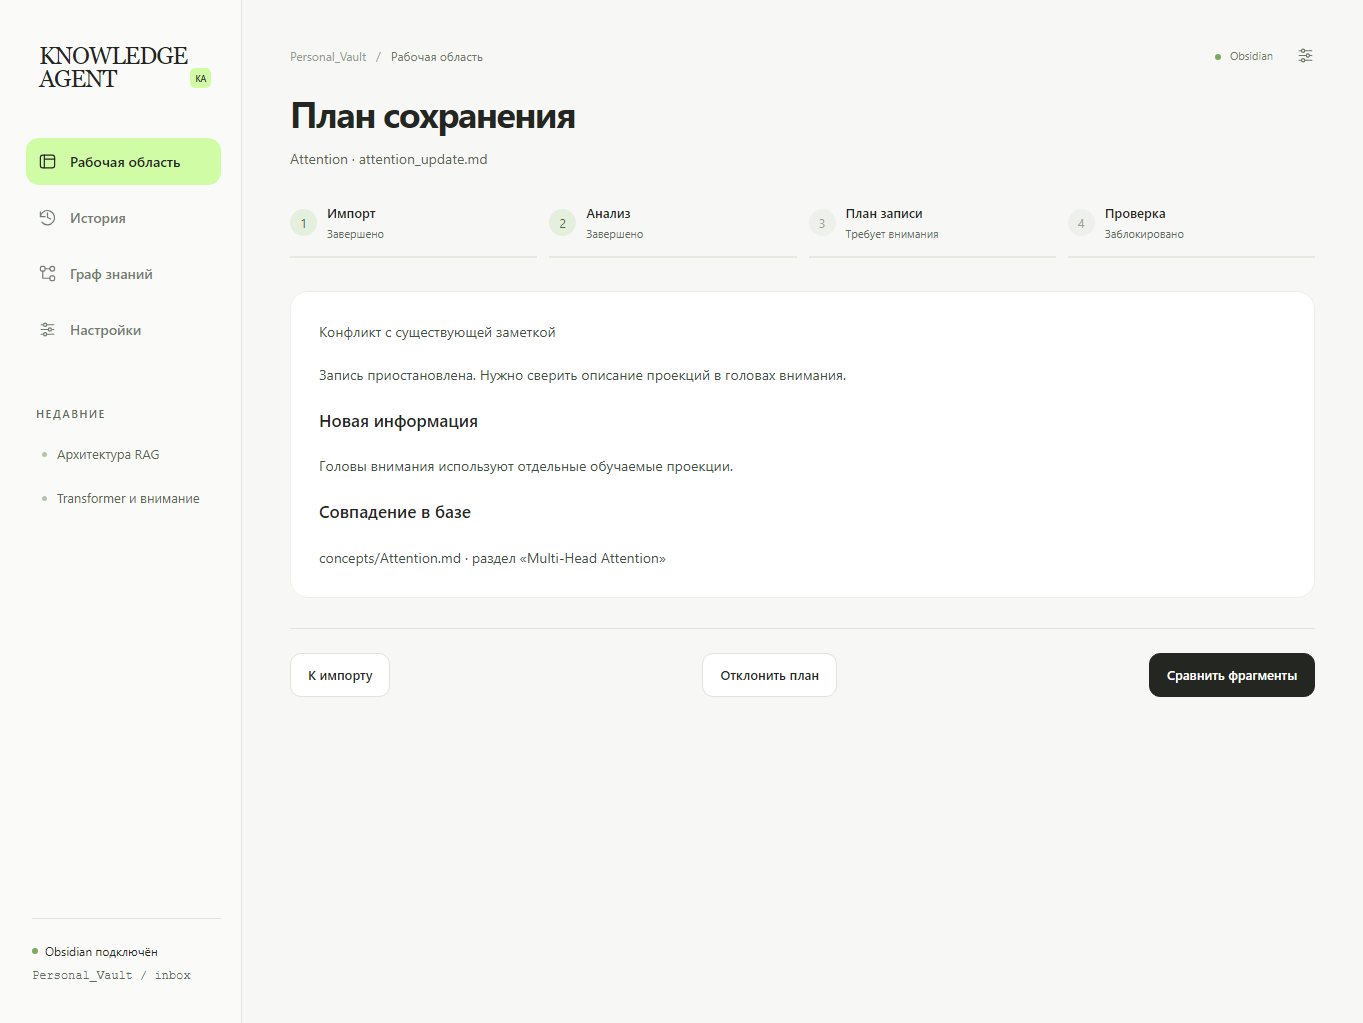 KNOWLEDGE
AGENT
KA
Рабочая область
История
Граф знаний
Настройки
НЕДАВНИЕ
Архитектура RAG
Transformer и внимание
Obsidian подключён
Personal_Vault / inbox
Personal_Vault / Рабочая область
Obsidian
План сохранения
Attention · attention_update.md
1
Импорт
Завершено
2
Анализ
Завершено
3
План записи
Требует внимания
4
Проверка
Заблокировано
Конфликт с существующей заметкой
Запись приостановлена. Нужно сверить описание проекций в головах внимания.
Новая информация
Головы внимания используют отдельные обучаемые проекции.
Совпадение в базе
concepts/Attention.md · раздел «Multi-Head Attention»
К импорту
Отклонить план
Сравнить фрагменты